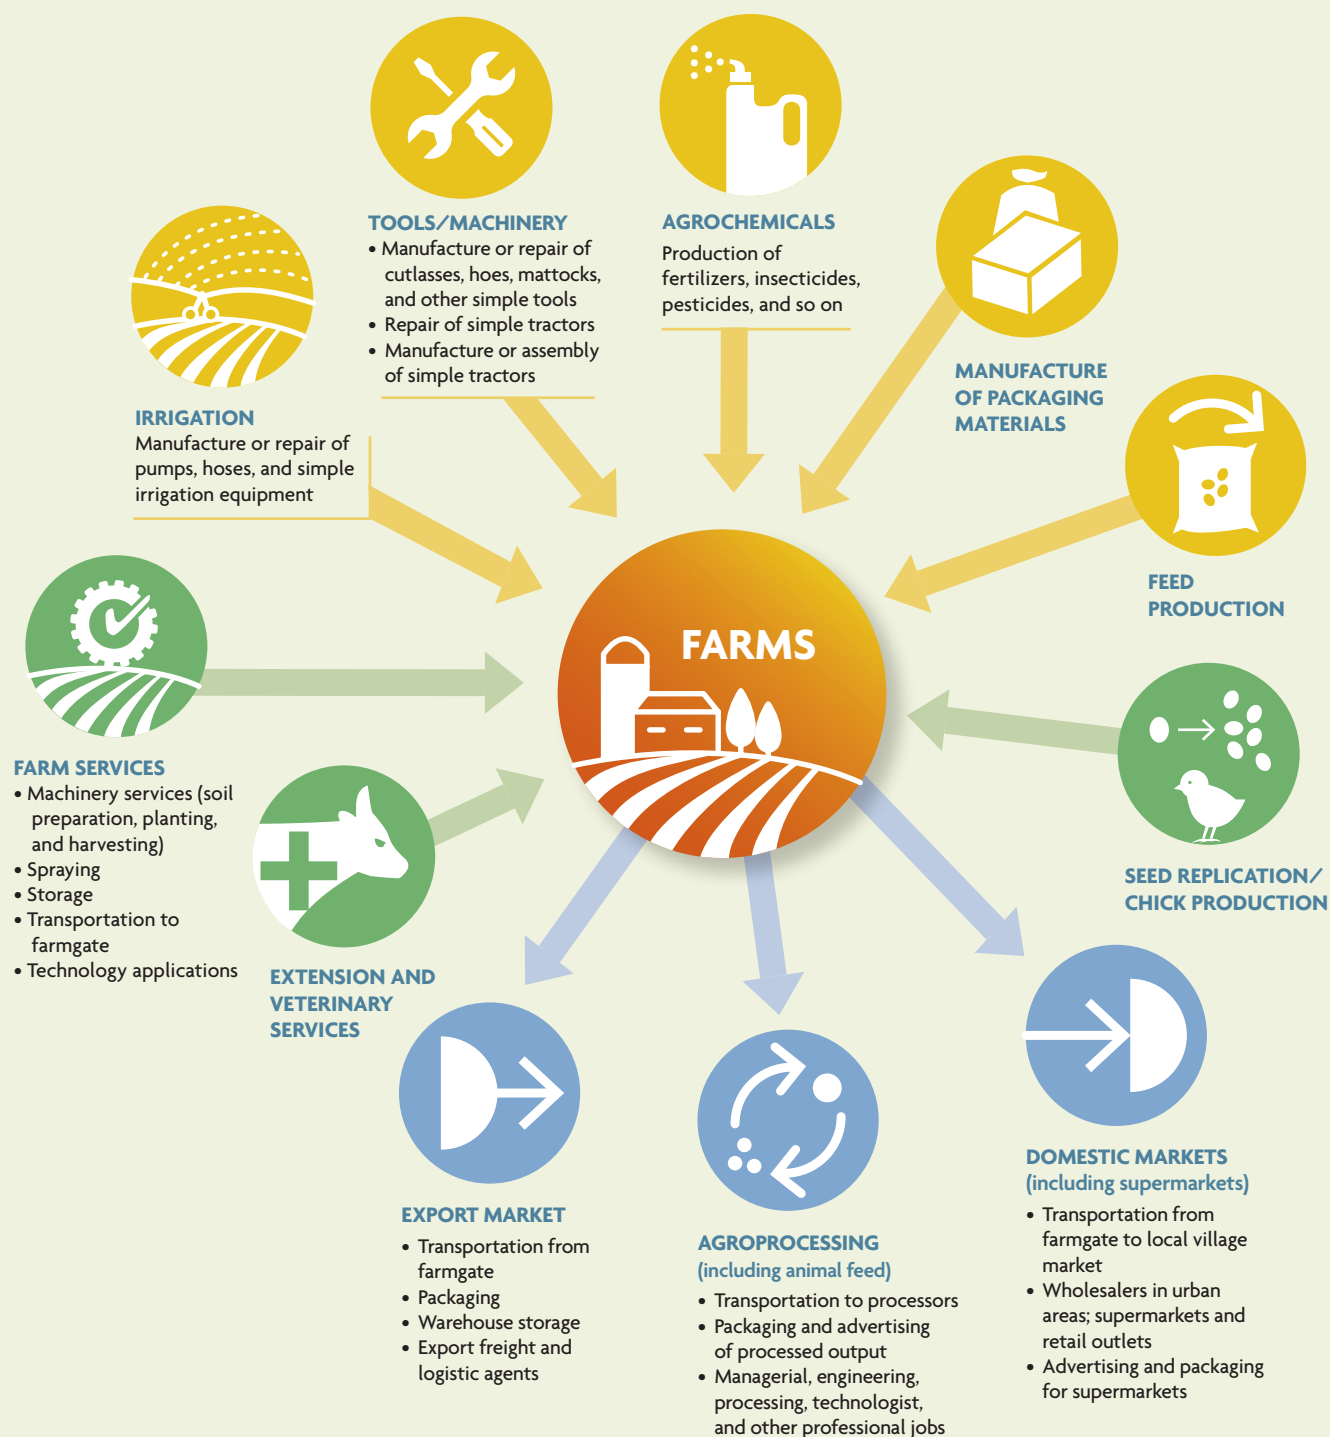 TOOLS/MACHINERY
• Manufacture or repair of
cutlasses, hoes, mattocks,
and other simple tools
• Repair of simple tractors
• Manufacture or assembly
of simple tractors
AGROCHEMICALS
Production of
fertilizers, insecticides,
pesticides, and so on
MANUFACTURE
OF PACKAGING
MATERIALS
IRRIGATION
Manufacture or repair of
pumps, hoses, and simple
irrigation equipment
FEED
PRODUCTION
FARMS
FARM SERVICES
• Machinery services (soil
preparation, planting,
and harvesting)
• Spraying
• Storage
• Transportation to
farmgate
• Technology applications
SEED REPLICATION/
CHICK PRODUCTION
EXTENSION AND
VETERINARY
SERVICES
EXPORT MARKET
• Transportation from
farmgate
• Packaging
• Warehouse storage
• Export freight and
logistic agents
AGROPROCESSING
(including animal feed)
• Transportation to processors
• Packaging and advertising
of processed output
• Managerial, engineering,
processing, technologist,
and other professional jobs
DOMESTIC MARKETS
(including supermarkets)
• Transportation from
farmgate to local village
market
• Wholesalers in urban
areas; supermarkets and
retail outlets
• Advertising and packaging
for supermarkets